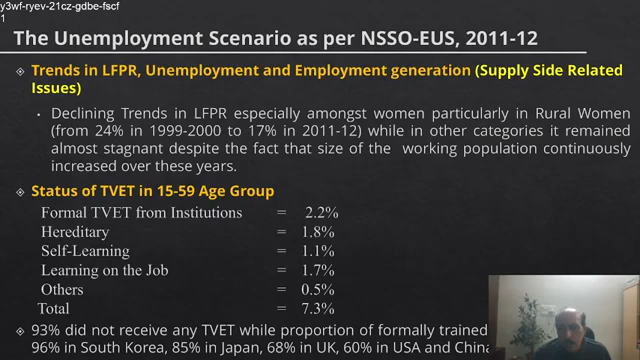 y3wf-ryev-21cz-gdbe-fscf
1
The Unemployment Scenario as per NSSO-EUS, 2011-12
Trends in LFPR, Unemployment and Employment generation (Supply Side Related
Issues)
Declining Trends in LFPR especially amongst women particularly in Rural Women
(from 24% in 1999-2000 to 17% in 2011-12) while in other categories it remained
almost stagnant despite the fact that size of the working population continuously
increased over these years.
Status of TVET in 15-59 Age Group
Formal TVET from Institutions = 2.2%
Hereditary = 1.8%
Self-Learning = 1.1%
Learning on the Job = 1.7%
Others = 0.5%
Total = 7.3%
93% did not receive any TVET while proportion of formally trained
96% in South Korea, 85% in Japan, 68% in UK, 60% in USA and China